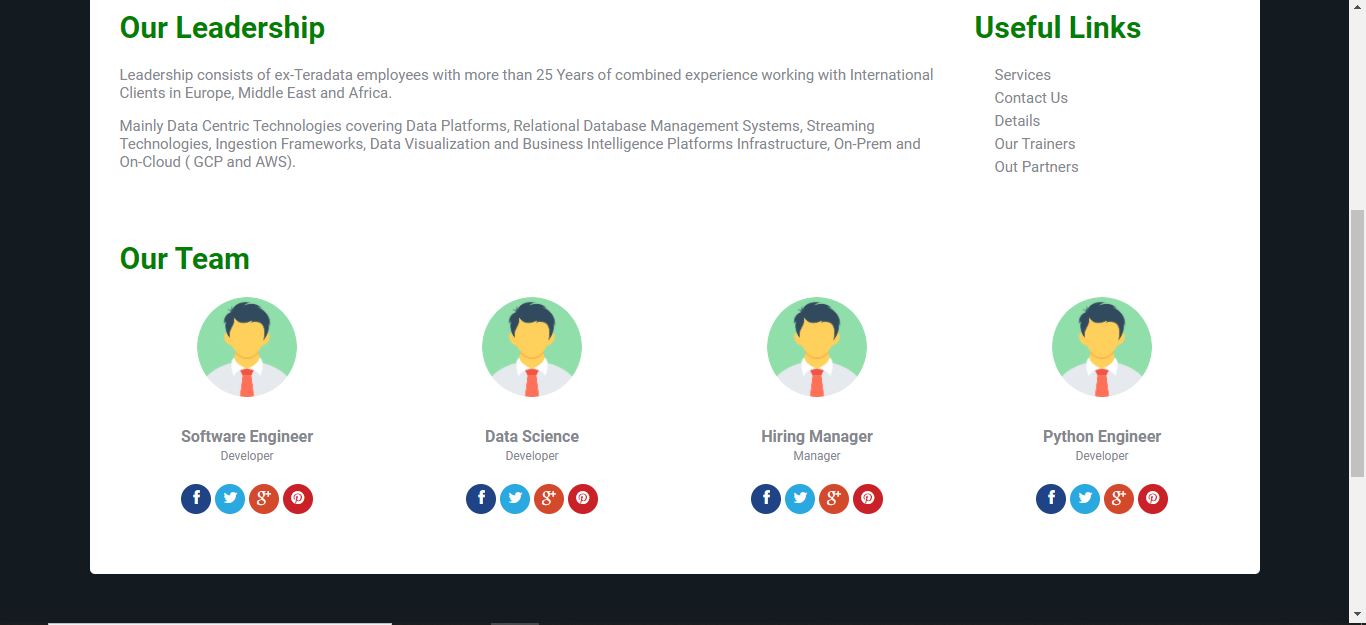 Our Leadership
Leadership consists of ex-Teradata employees with more than 25 Years of combined experience working with International
Clients in Europe, Middle East and Africa.
Mainly Data Centric Technologies covering Data Platforms, Relational Database Management Systems, Streaming
Technologies, Ingestion Frameworks, Data Visualization and Business Intelligence Platforms Infrastructure, On-Prem and
On-Cloud ( GCP and AWS).
Useful Links
Services
Contact Us
Details
Our Trainers
Out Partners
Our Team
Software Engineer
Developer
Data Science
Developer
Hiring Manager
Manager
Python Engineer
Developer